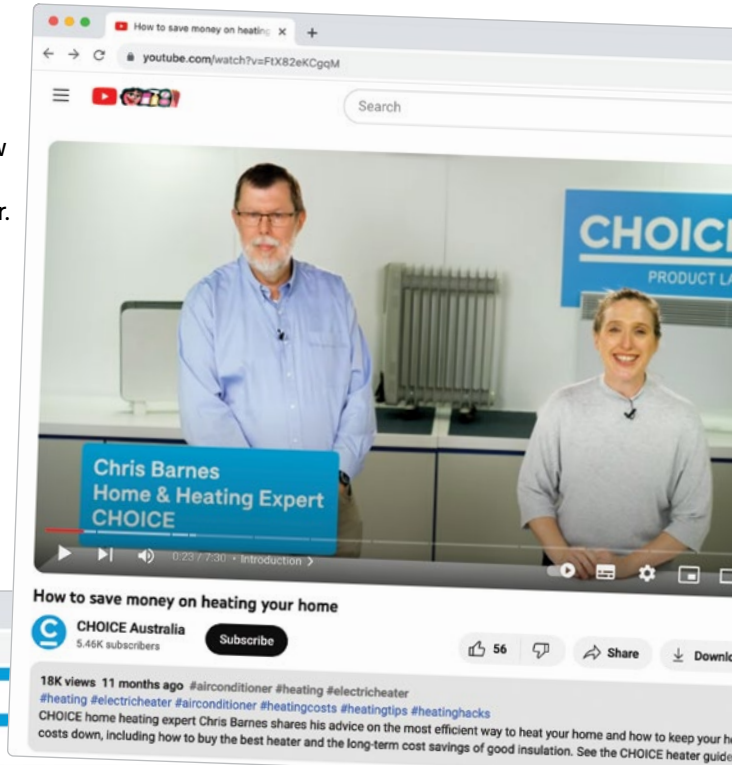 How to save money on heating
youtube.com/watch?v=FtX82eKCgqM
Search
r.
CHOIC
PRODUCT LA
Chris Barnes
Home & Heating Expert
CHOICE
0:23 / 7:30 • Introduction
How to save money on heating your home
CHOICE Australia
5.46K subscribers
Subscribe
56
Share
Downlo
18K views 11 months ago #airconditioner #heating #electricheater
#heating #electricheater #airconditioner #heatingcosts #heatingtips #heatinghacks
CHOICE home heating expert Chris Barnes shares his advice on the most efficient way to heat your home and how to keep your h
costs down, including how to buy the best heater and the long-term cost savings of good insulation. See the CHOICE heater guide